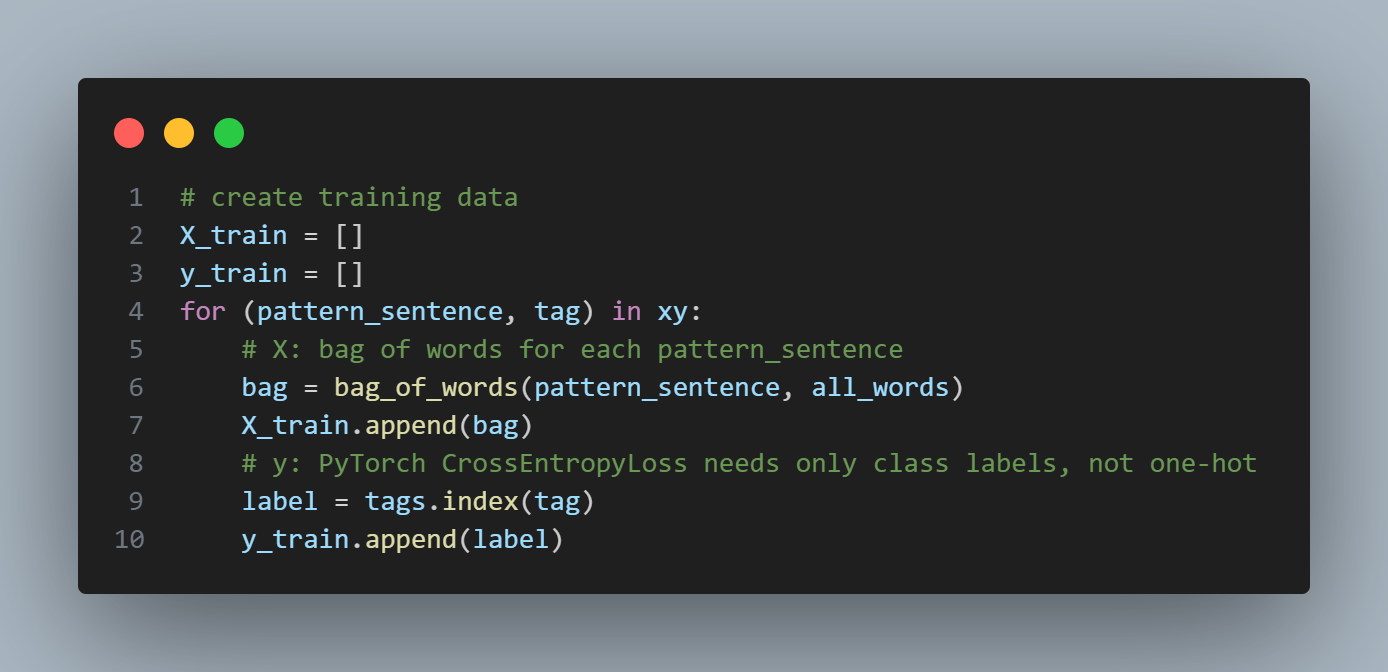 1 # create training data
2 X_train = []
3 y_train = []
4 for (pattern_sentence, tag) in xy:
5     # X: bag of words for each pattern_sentence
6     bag = bag_of_words(pattern_sentence, all_words)
7     X_train.append(bag)
8     # y: PyTorch CrossEntropyLoss needs only class labels, not one-hot
9     label = tags.index(tag)
10     y_train.append(label)